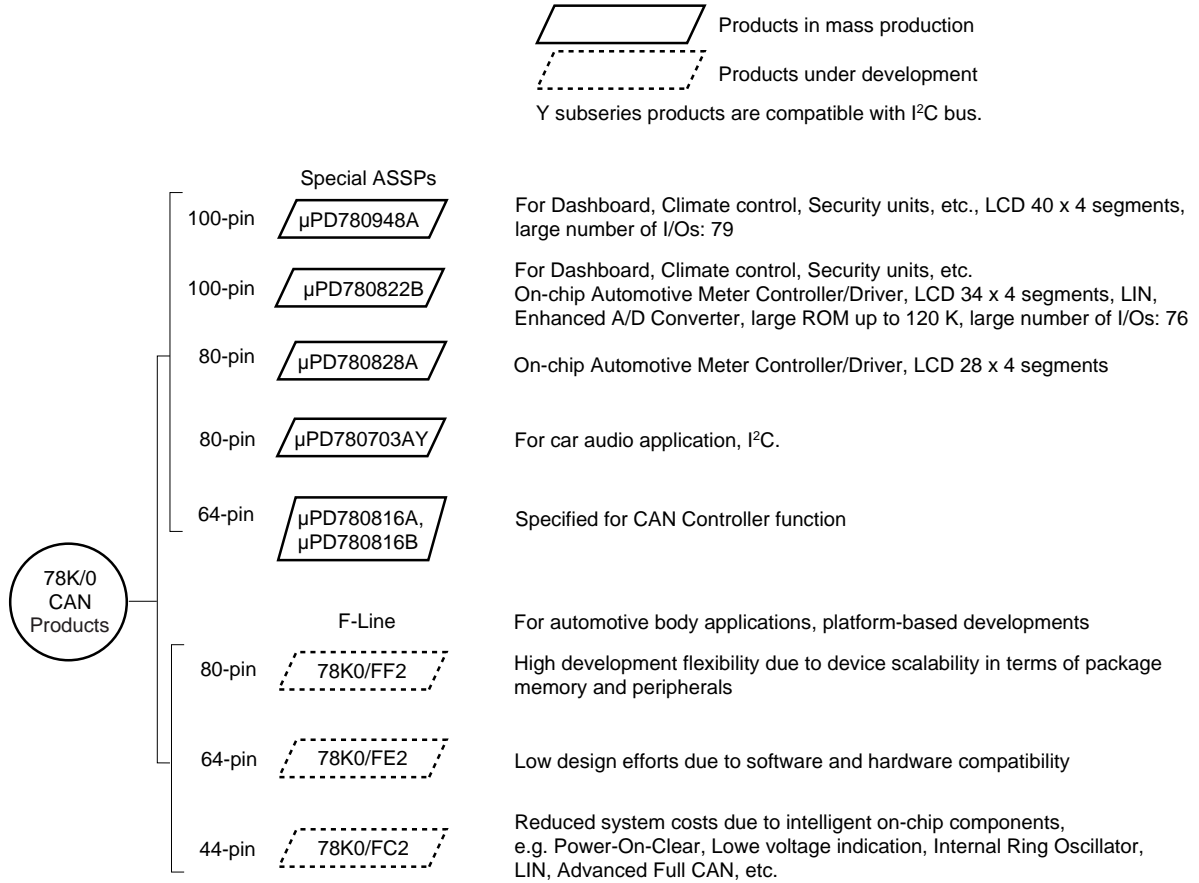 Products in mass production
Products under development
Y subseries products are compatible with I²C bus.
Special ASSPs
100-pin
µPD780948A
For Dashboard, Climate control, Security units, etc., LCD 40 x 4 segments,
large number of I/Os: 79
100-pin
µPD780822B
For Dashboard, Climate control, Security units, etc.
On-chip Automotive Meter Controller/Driver, LCD 34 x 4 segments, LIN,
Enhanced A/D Converter, large ROM up to 120 K, large number of I/Os: 76
80-pin
µPD780828A
On-chip Automotive Meter Controller/Driver, LCD 28 x 4 segments
80-pin
µPD780703AY
For car audio application, I²C.
64-pin
µPD780816A,
µPD780816B
Specified for CAN Controller function
78K/0
CAN
Products
F-Line
For automotive body applications, platform-based developments
80-pin
78K0/FF2
High development flexibility due to device scalability in terms of package
memory and peripherals
64-pin
78K0/FE2
Low design efforts due to software and hardware compatibility
44-pin
78K0/FC2
Reduced system costs due to intelligent on-chip components,
e.g. Power-On-Clear, Lowe voltage indication, Internal Ring Oscillator,
LIN, Advanced Full CAN, etc.